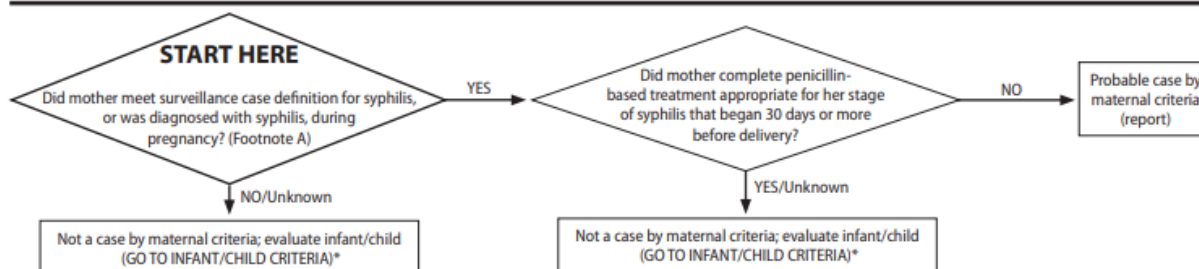 START HERE
Did mother meet surveillance case definition for syphilis,
or was diagnosed with syphilis, during
pregnancy? (Footnote A)
YES
Did mother complete penicillin-
based treatment appropriate for her stage
of syphilis that began 30 days or more
before delivery?
NO
Probable case by
maternal criteria
(report)
NO/Unknown
Not a case by maternal criteria; evaluate infant/child
(GO TO INFANT/CHILD CRITERIA)*
YES/Unknown
Not a case by maternal criteria; evaluate infant/child
(GO TO INFANT/CHILD CRITERIA)*